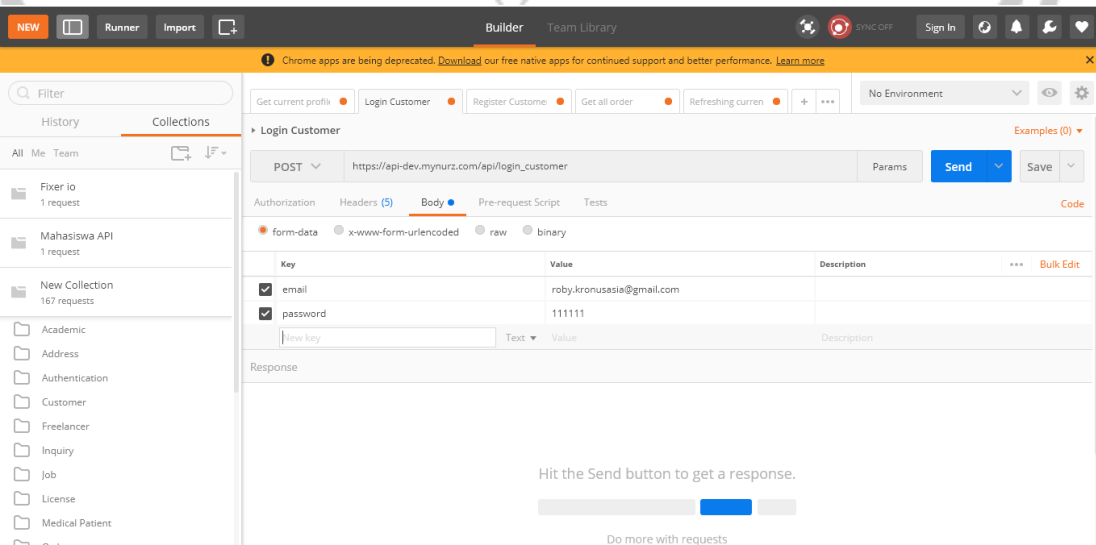 NEW Runner Import Builder Team Library SYNC OFF Sign In
Chrome apps are being deprecated. Download our free native apps for continued support and better performance. Learn more
Filter
History Collections
All Me Team
Fixer io
1 request
Mahasiswa API
1 request
New Collection
167 requests
Academic
Address
Authentication
Customer
Freelancer
Inquiry
Job
License
Medical Patient
Get current profile Login Customer Register Custome Get all order Refreshing curren + ••• No Environment
Login Customer Examples (0)
POST https://api-dev.mynurz.com/api/login_customer Params Send Save
Authorization Headers (5) Body Pre-request Script Tests Code
form-data x-www-form-urlencoded raw binary
Key Value Description ••• Bulk Edit
email roby.kronusasia@gmail.com
password 111111
New key Text Value Description
Response
Hit the Send button to get a response.
Do more with requests